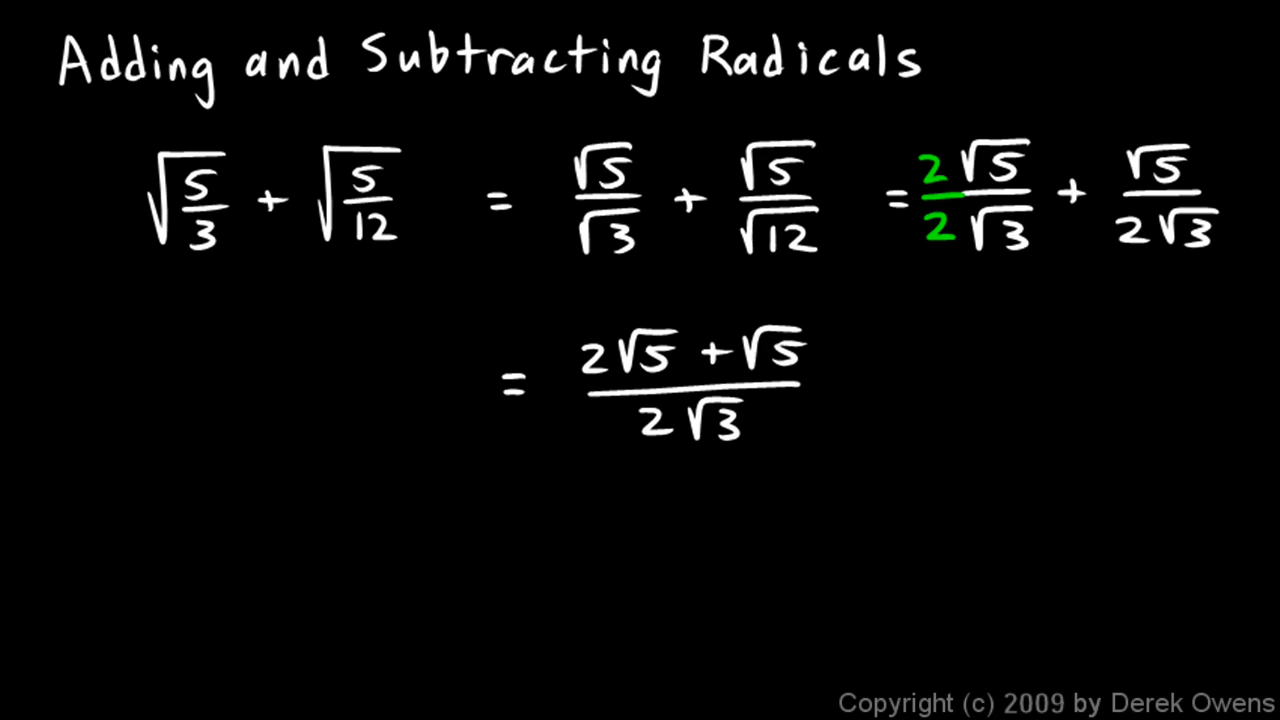 Adding and Subtracting Radicals
√(5/3) + √(5/12) = √5/√3 + √5/√12 = 2√5/2√3 + √5/2√3
= (2√5 + √5)/2√3
Copyright (c) 2009 by Derek Owens